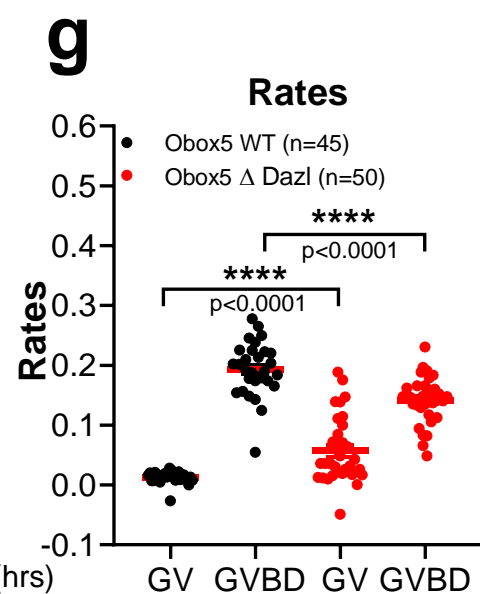 g
Rates
Obox5 WT (n=45)
Obox5 Δ Dazl (n=50)
****
p<0.0001
****
p<0.0001
Rates
0.6
0.5
0.4
0.3
0.2
0.1
0.0
-0.1
(hrs)
GV GVBD GV GVBD